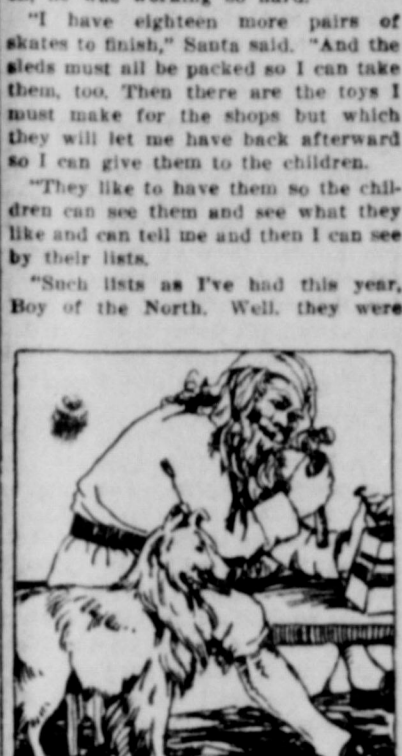 "I have eighteen more pairs of
skates to finish," Santa said. "And the
sleds must all be packed so I can take
them, too. Then there are the toys I
must make for the shops but which
they will let me have back afterward
so I can give them to the children.
"They like to have them so the chil-
dren can see them and see what they
like and can tell me and then I can see
by their lists.
"Such lists as I've had this year,
Boy of the North. Well, they were